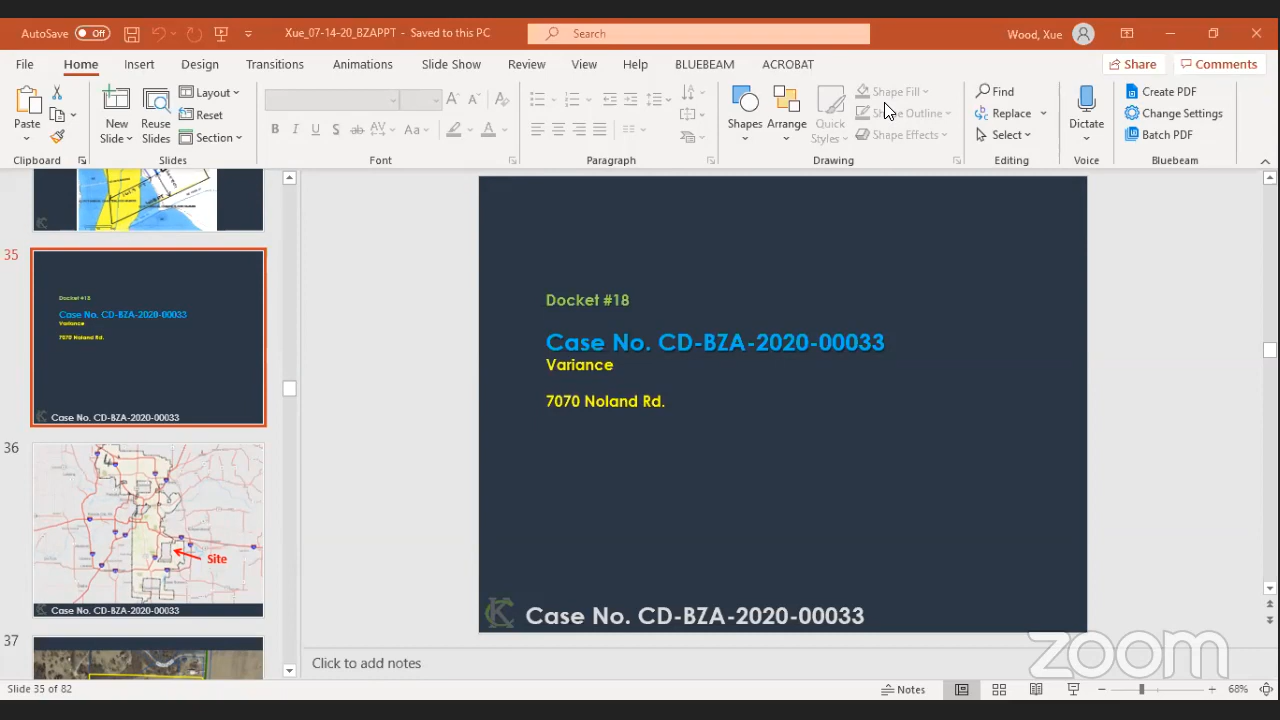 AutoSave Off Xue_07-14-20_BZAPPT - Saved to this PC Search Wood, Xue
File Home Insert Design Transitions Animations Slide Show Review View Help BLUEBEAM ACROBAT Share Comments
Paste
New Slide
Reuse Slides
Layout
Reset
Section
B I U S ab AV Aa A
Shapes
Arrange
Quick Styles
Shape Fill
Shape Outline
Shape Effects
Find
Replace
Select
Dictate
Create PDF
Change Settings
Batch PDF
Clipboard Slides Font Paragraph Drawing Editing Voice Bluebeam
35
Docket #18
Case No. CD-BZA-2020-00033
Variance
7070 Noland Rd.
Case No. CD-BZA-2020-00033
36
Site
Case No. CD-BZA-2020-00033
37
Docket #18
Case No. CD-BZA-2020-00033
Variance
7070 Noland Rd.
KC Case No. CD-BZA-2020-00033
Click to add notes
zoom
Slide 35 of 82 Notes 68%